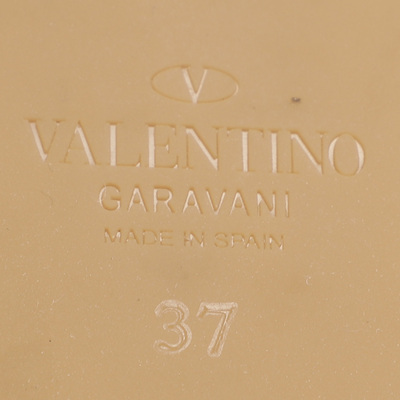 V
VALENTINO
GARAVANI
MADE IN SPAIN
37